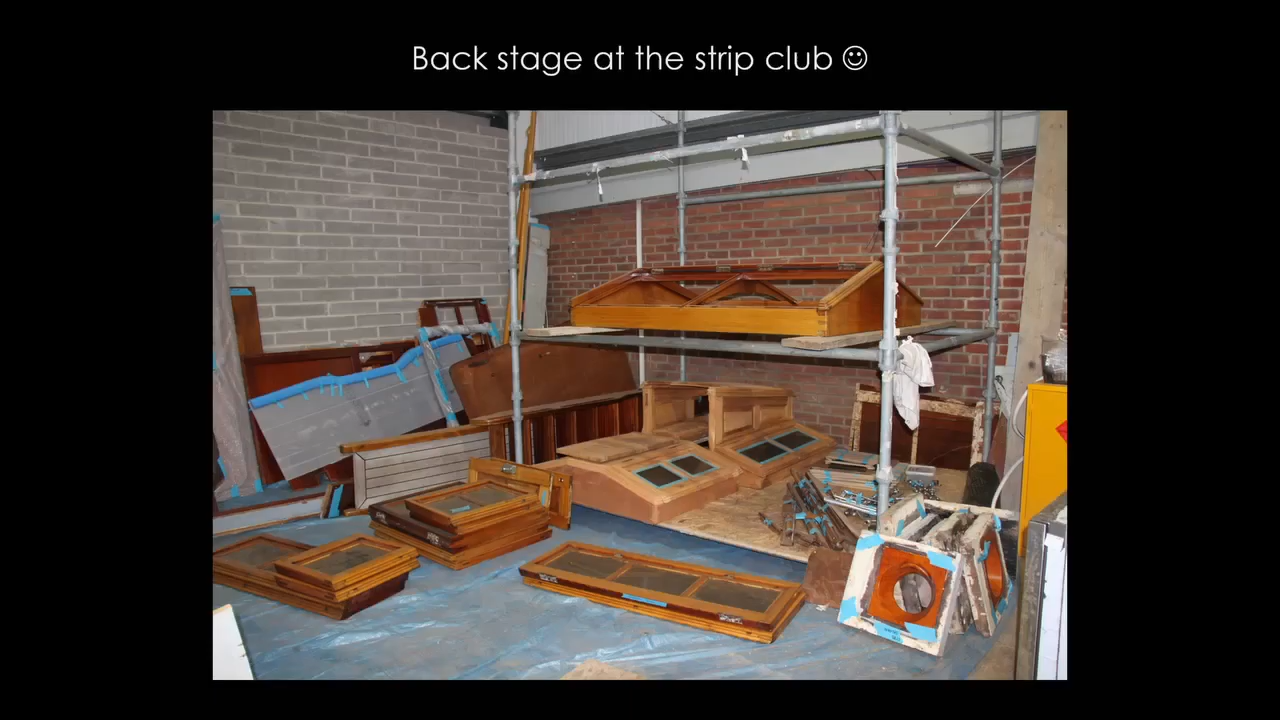 Back stage at the strip club ☺